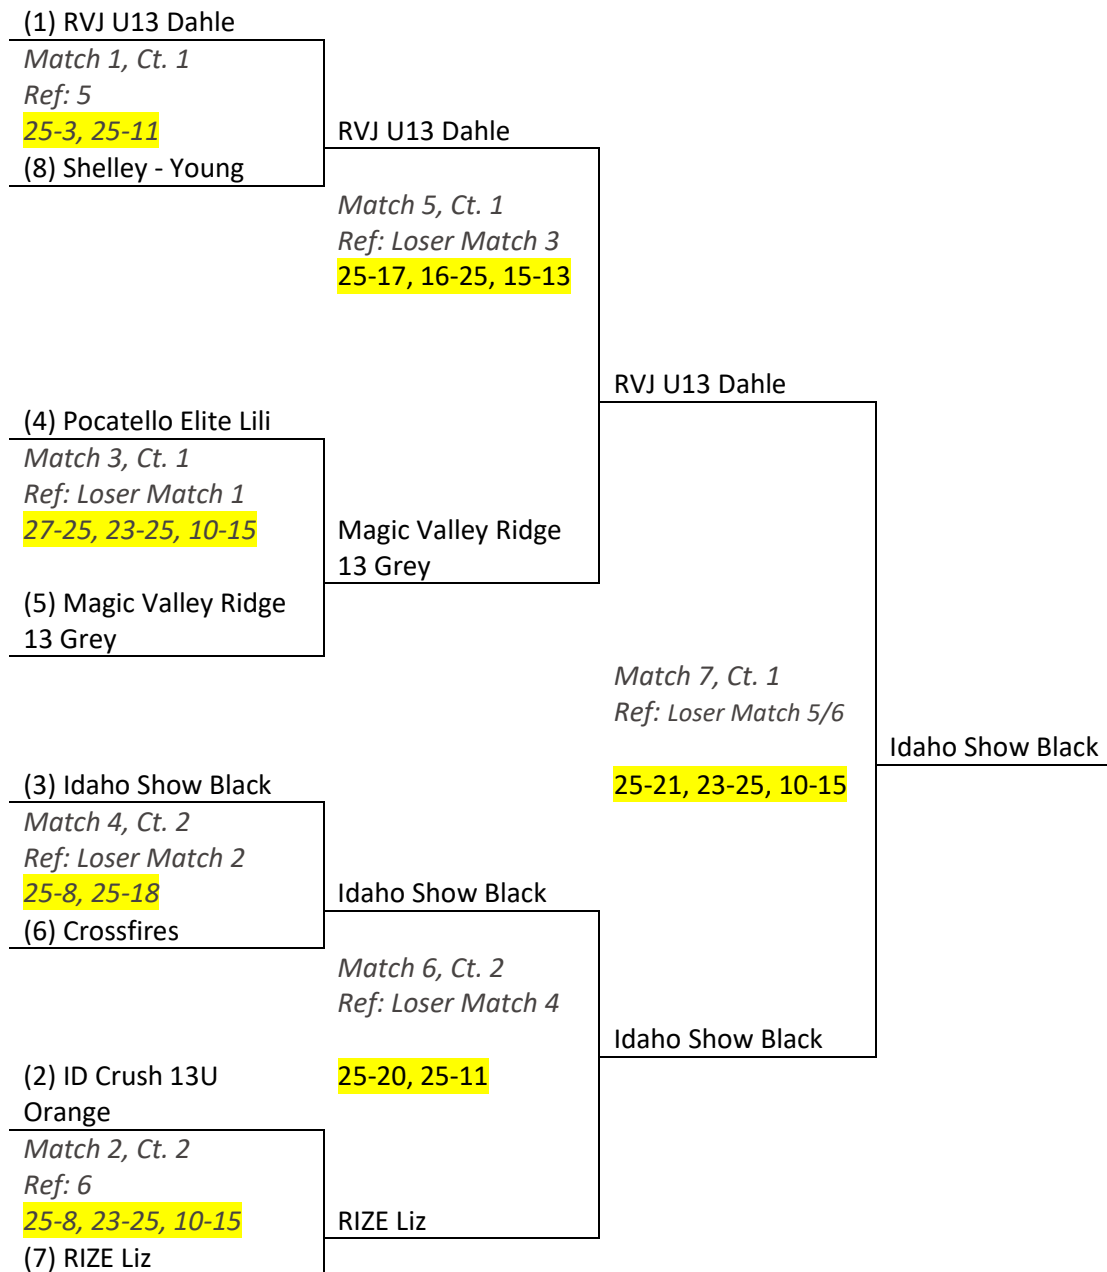 (1) RVJ U13 Dahle
Match 1, Ct. 1
Ref: 5
25-3, 25-11
(8) Shelley - Young
RVJ U13 Dahle
Match 5, Ct. 1
Ref: Loser Match 3
25-17, 16-25, 15-13
(4) Pocatello Elite Lili
Match 3, Ct. 1
Ref: Loser Match 1
27-25, 23-25, 10-15
(5) Magic Valley Ridge
13 Grey
Magic Valley Ridge
13 Grey
RVJ U13 Dahle
Match 7, Ct. 1
Ref: Loser Match 5/6
25-21, 23-25, 10-15
Idaho Show Black
(3) Idaho Show Black
Match 4, Ct. 2
Ref: Loser Match 2
25-8, 25-18
(6) Crossfires
Idaho Show Black
Match 6, Ct. 2
Ref: Loser Match 4
25-20, 25-11
Idaho Show Black
(2) ID Crush 13U
Orange
Match 2, Ct. 2
Ref: 6
25-8, 23-25, 10-15
(7) RIZE Liz
RIZE Liz